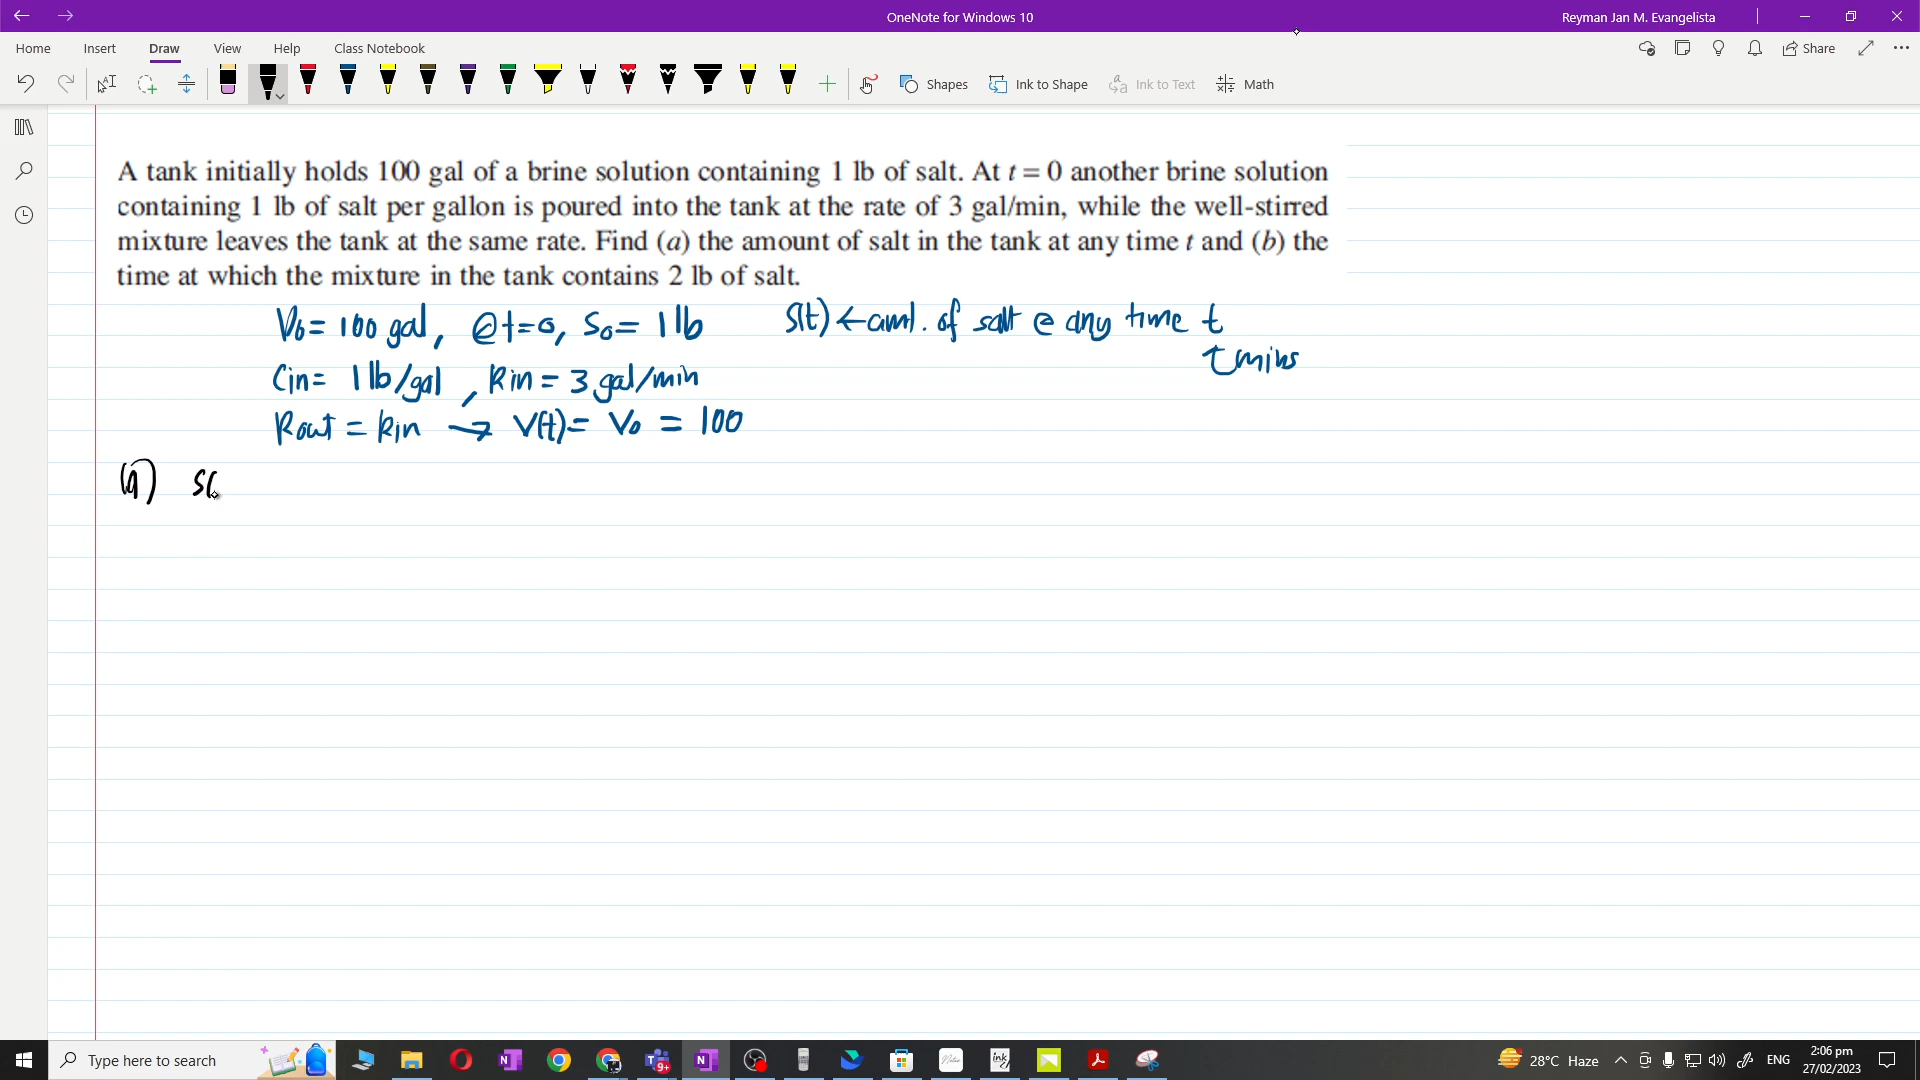 OneNote for Windows 10
Reyman Jan M. Evangelista
Home Insert Draw View Help Class Notebook
Share
Shapes Ink to Shape Ink to Text Math
A tank initially holds 100 gal of a brine solution containing 1 lb of salt. At t = 0 another brine solution
containing 1 lb of salt per gallon is poured into the tank at the rate of 3 gal/min, while the well-stirred
mixture leaves the tank at the same rate. Find (a) the amount of salt in the tank at any time t and (b) the
time at which the mixture in the tank contains 2 lb of salt.
V₀ = 100 gal, @ t=0, S₀ = 1 lb S(t) ← amt. of salt @ any time t
t mins
Cin = 1 lb/gal , Rin = 3 gal/min
Rout = Rin → V(t) = V₀ = 100
(a) S(
Type here to search
9+
28°C Haze
ENG
2:06 pm
27/02/2023